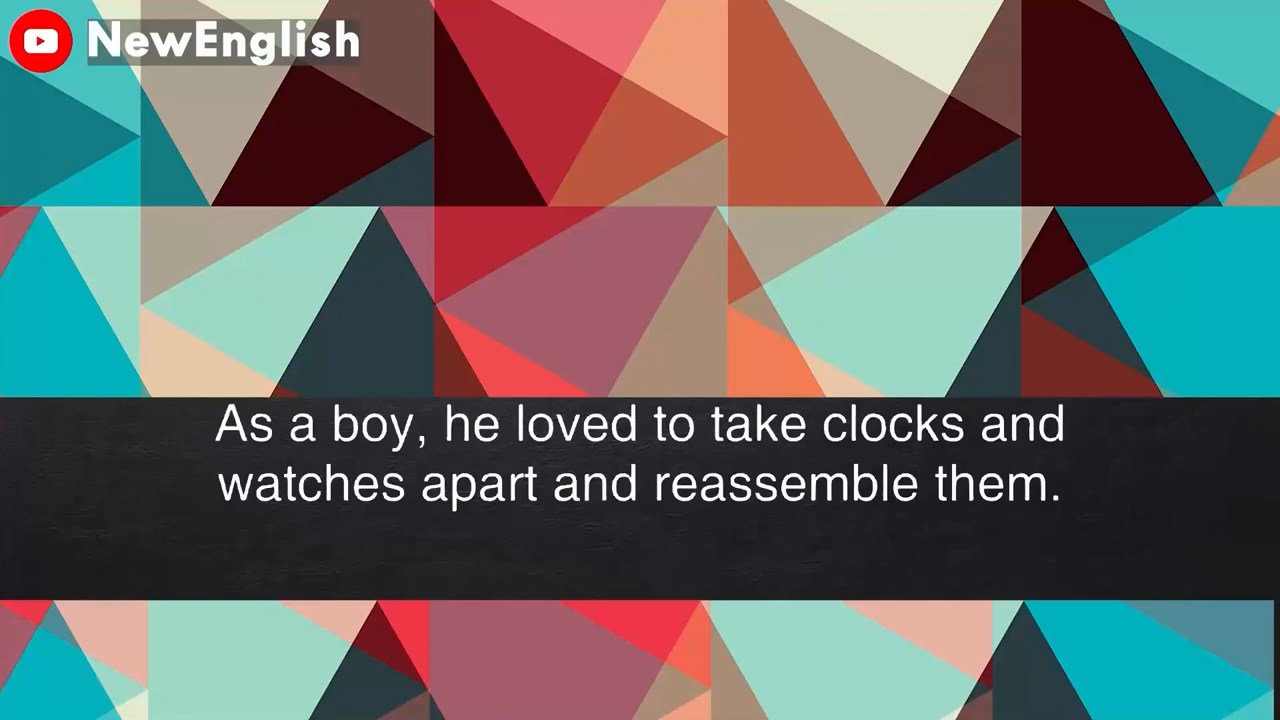 NewEnglish
As a boy, he loved to take clocks and
watches apart and reassemble them.